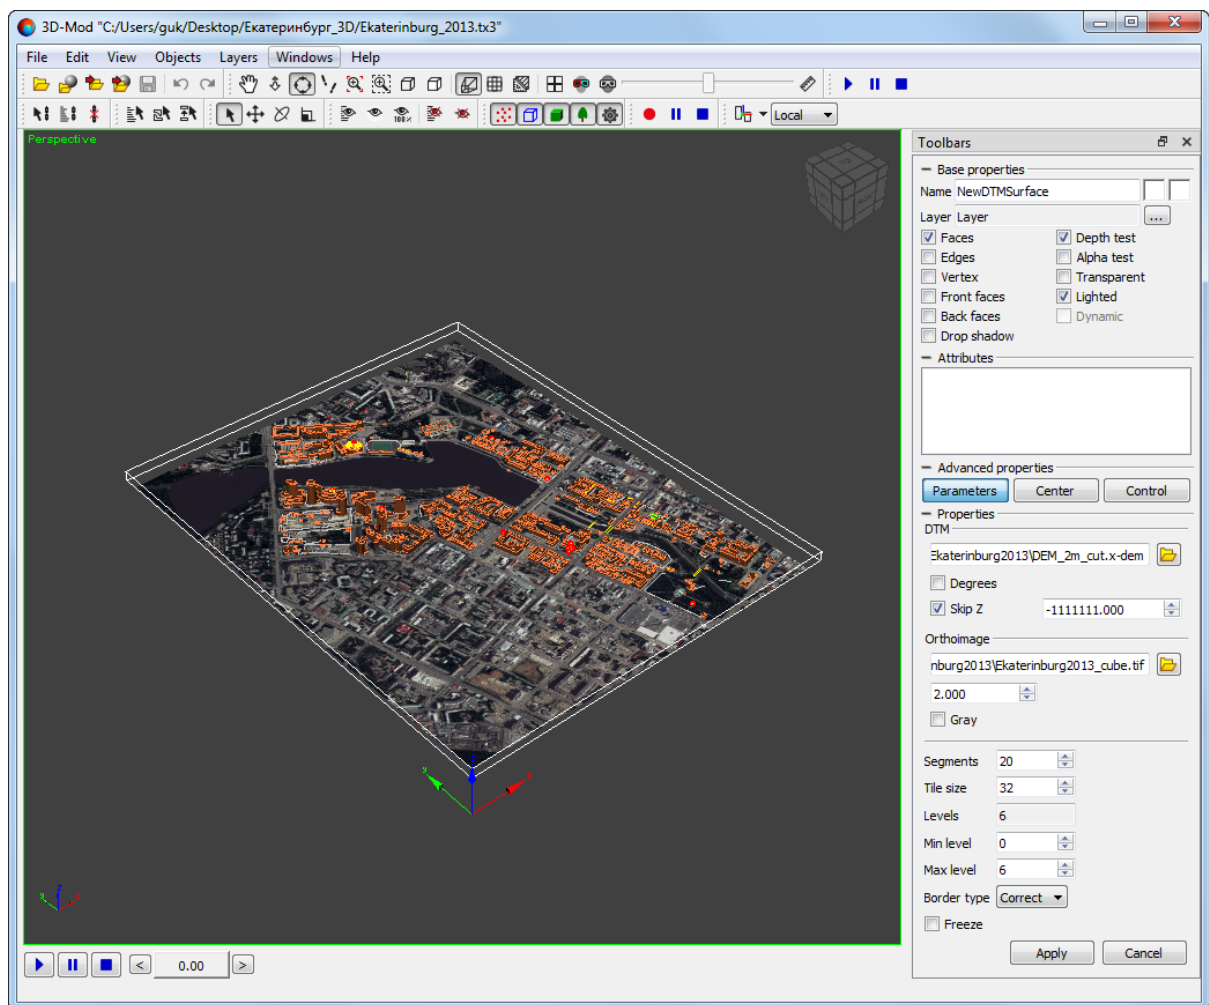 3D-Mod "C:/Users/guk/Desktop/Екатеринбург_3D/Ekaterinburg_2013.tx3"
File Edit View Objects Layers Windows Help
100%
Local
Perspective
Toolbars
Base properties
Name NewDTMSurface
Layer Layer ...
Faces Depth test
Edges Alpha test
Vertex Transparent
Front faces Lighted
Back faces Dynamic
Drop shadow
Attributes
Advanced properties
Parameters Center Control
Properties
DTM
Ekaterinburg2013\DEM_2m_cut.x-dem
Degrees
Skip Z -1111111.000
Orthoimage
nburg2013\Ekaterinburg2013_cube.tif
2.000
Gray
Segments 20
Tile size 32
Levels 6
Min level 0
Max level 6
Border type Correct
Freeze
Apply Cancel
< 0.00 >